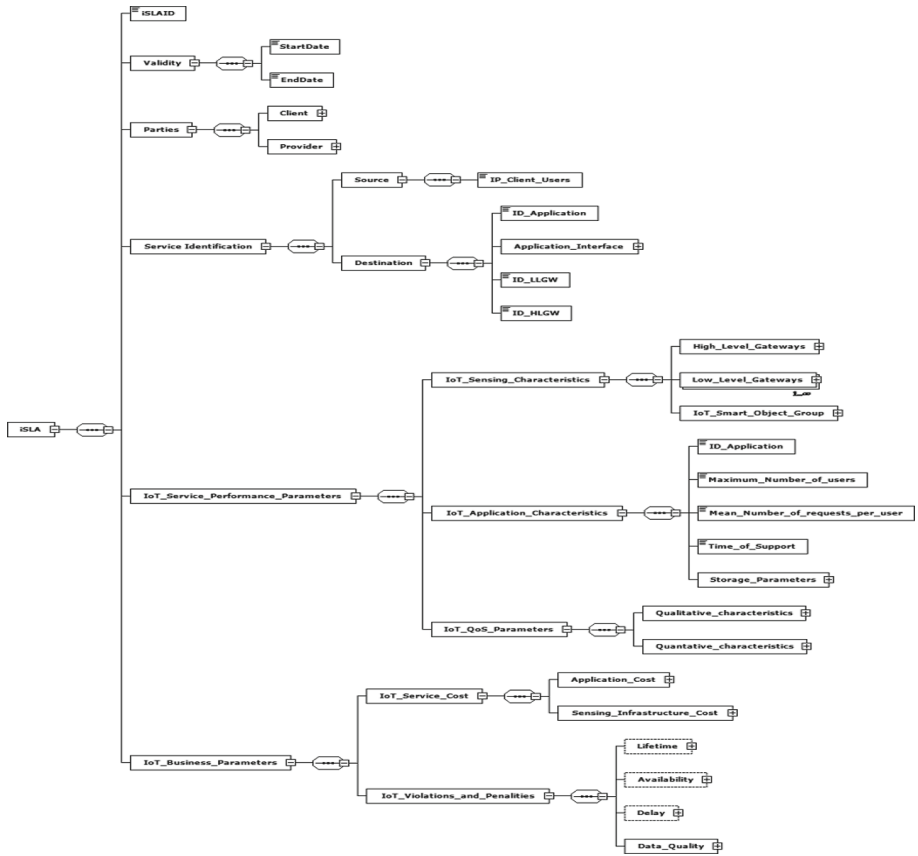 iSLAID
Validity
StartDate
EndDate
Parties
Client
Provider
Service Identification
Source
IP_Client_Users
Destination
ID_Application
Application_Interface
ID_LLGW
ID_HLGW
iSLA
IoT_Service_Performance_Parameters
IoT_Sensing_Characteristics
High_Level_Gateways
Low_Level_Gateways
1..∞
IoT_Smart_Object_Group
IoT_Application_Characteristics
ID_Application
Maximum_Number_of_users
Mean_Number_of_requests_per_user
Time_of_Support
Storage_Parameters
IoT_QoS_Parameters
Qualitative_characteristics
Quantative_characteristics
IoT_Business_Parameters
IoT_Service_Cost
Application_Cost
Sensing_Infrastructure_Cost
IoT_Violations_and_Penalities
Lifetime
Availability
Delay
Data_Quality